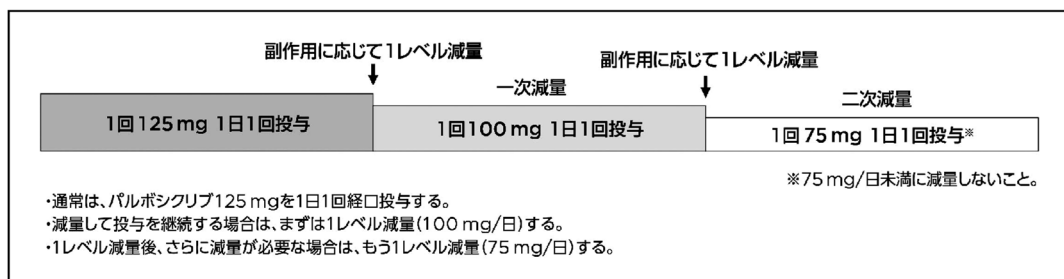 副作用に応じて1レベル減量
副作用に応じて1レベル減量
一次減量
二次減量
1回125mg 1日1回投与
1回100mg 1日1回投与
1回75mg 1日1回投与※
※75mg/日未満に減量しないこと。
・通常は、パルボシクリブ125mgを1日1回経口投与する。
・減量して投与を継続する場合は、まずは1レベル減量(100mg/日)する。
・1レベル減量後、さらに減量が必要な場合は、もう1レベル減量(75mg/日)する。